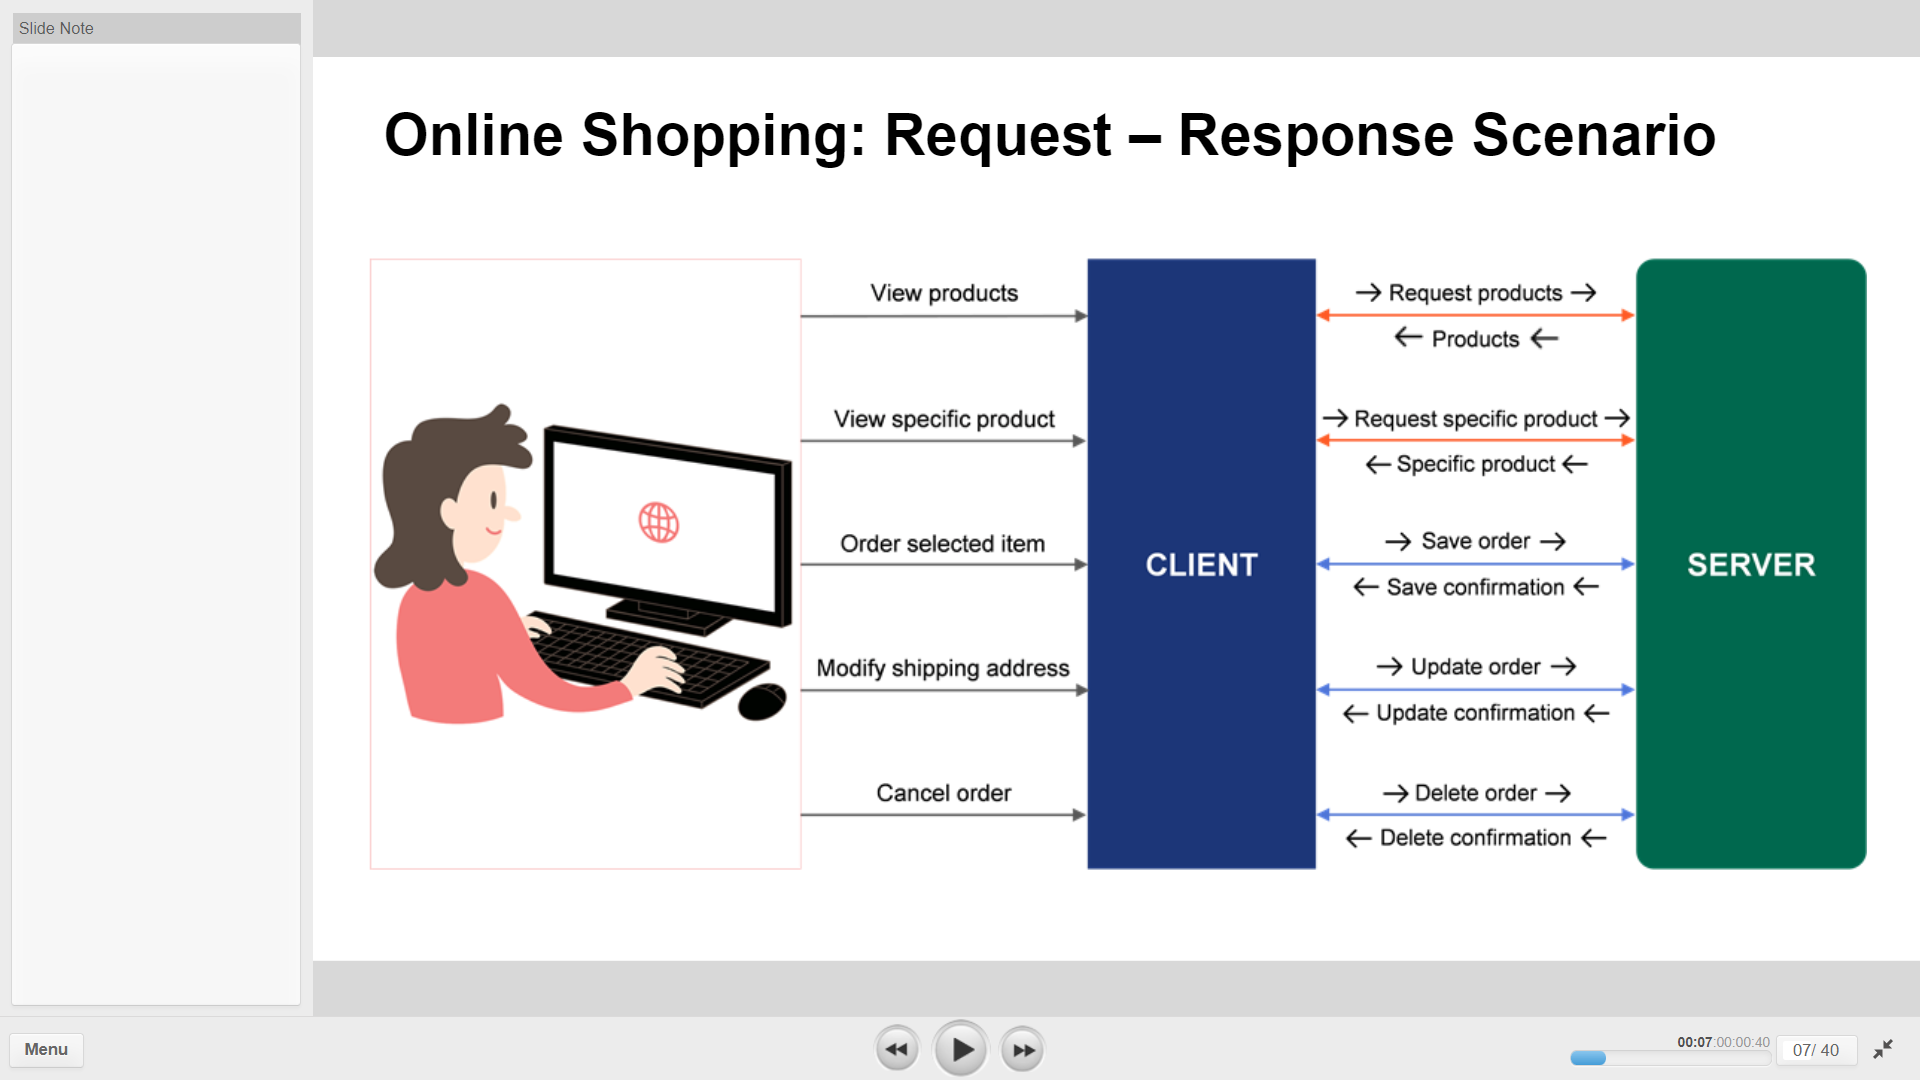 Slide Note
Online Shopping: Request – Response Scenario
View products
→ Request products →
← Products ←
View specific product
→ Request specific product →
← Specific product ←
Order selected item
→ Save order →
← Save confirmation ←
CLIENT
SERVER
Modify shipping address
→ Update order →
← Update confirmation ←
Cancel order
→ Delete order →
← Delete confirmation ←
Menu
00:07:00:00:40
07/ 40